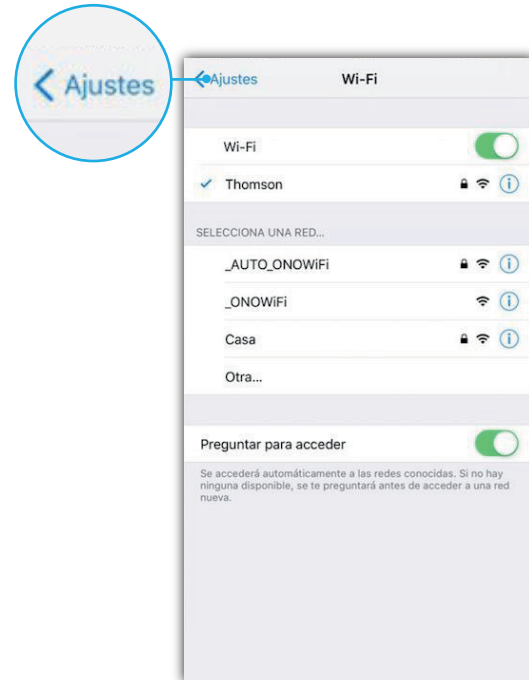 Ajustes
Ajustes Wi-Fi
Wi-Fi
Thomson
SELECCIONA UNA RED...
_AUTO_ONOWiFi
_ONOWiFi
Casa
Otra...
Preguntar para acceder
Se accederá automáticamente a las redes conocidas. Si no hay
ninguna disponible, se te preguntará antes de acceder a una red
nueva.